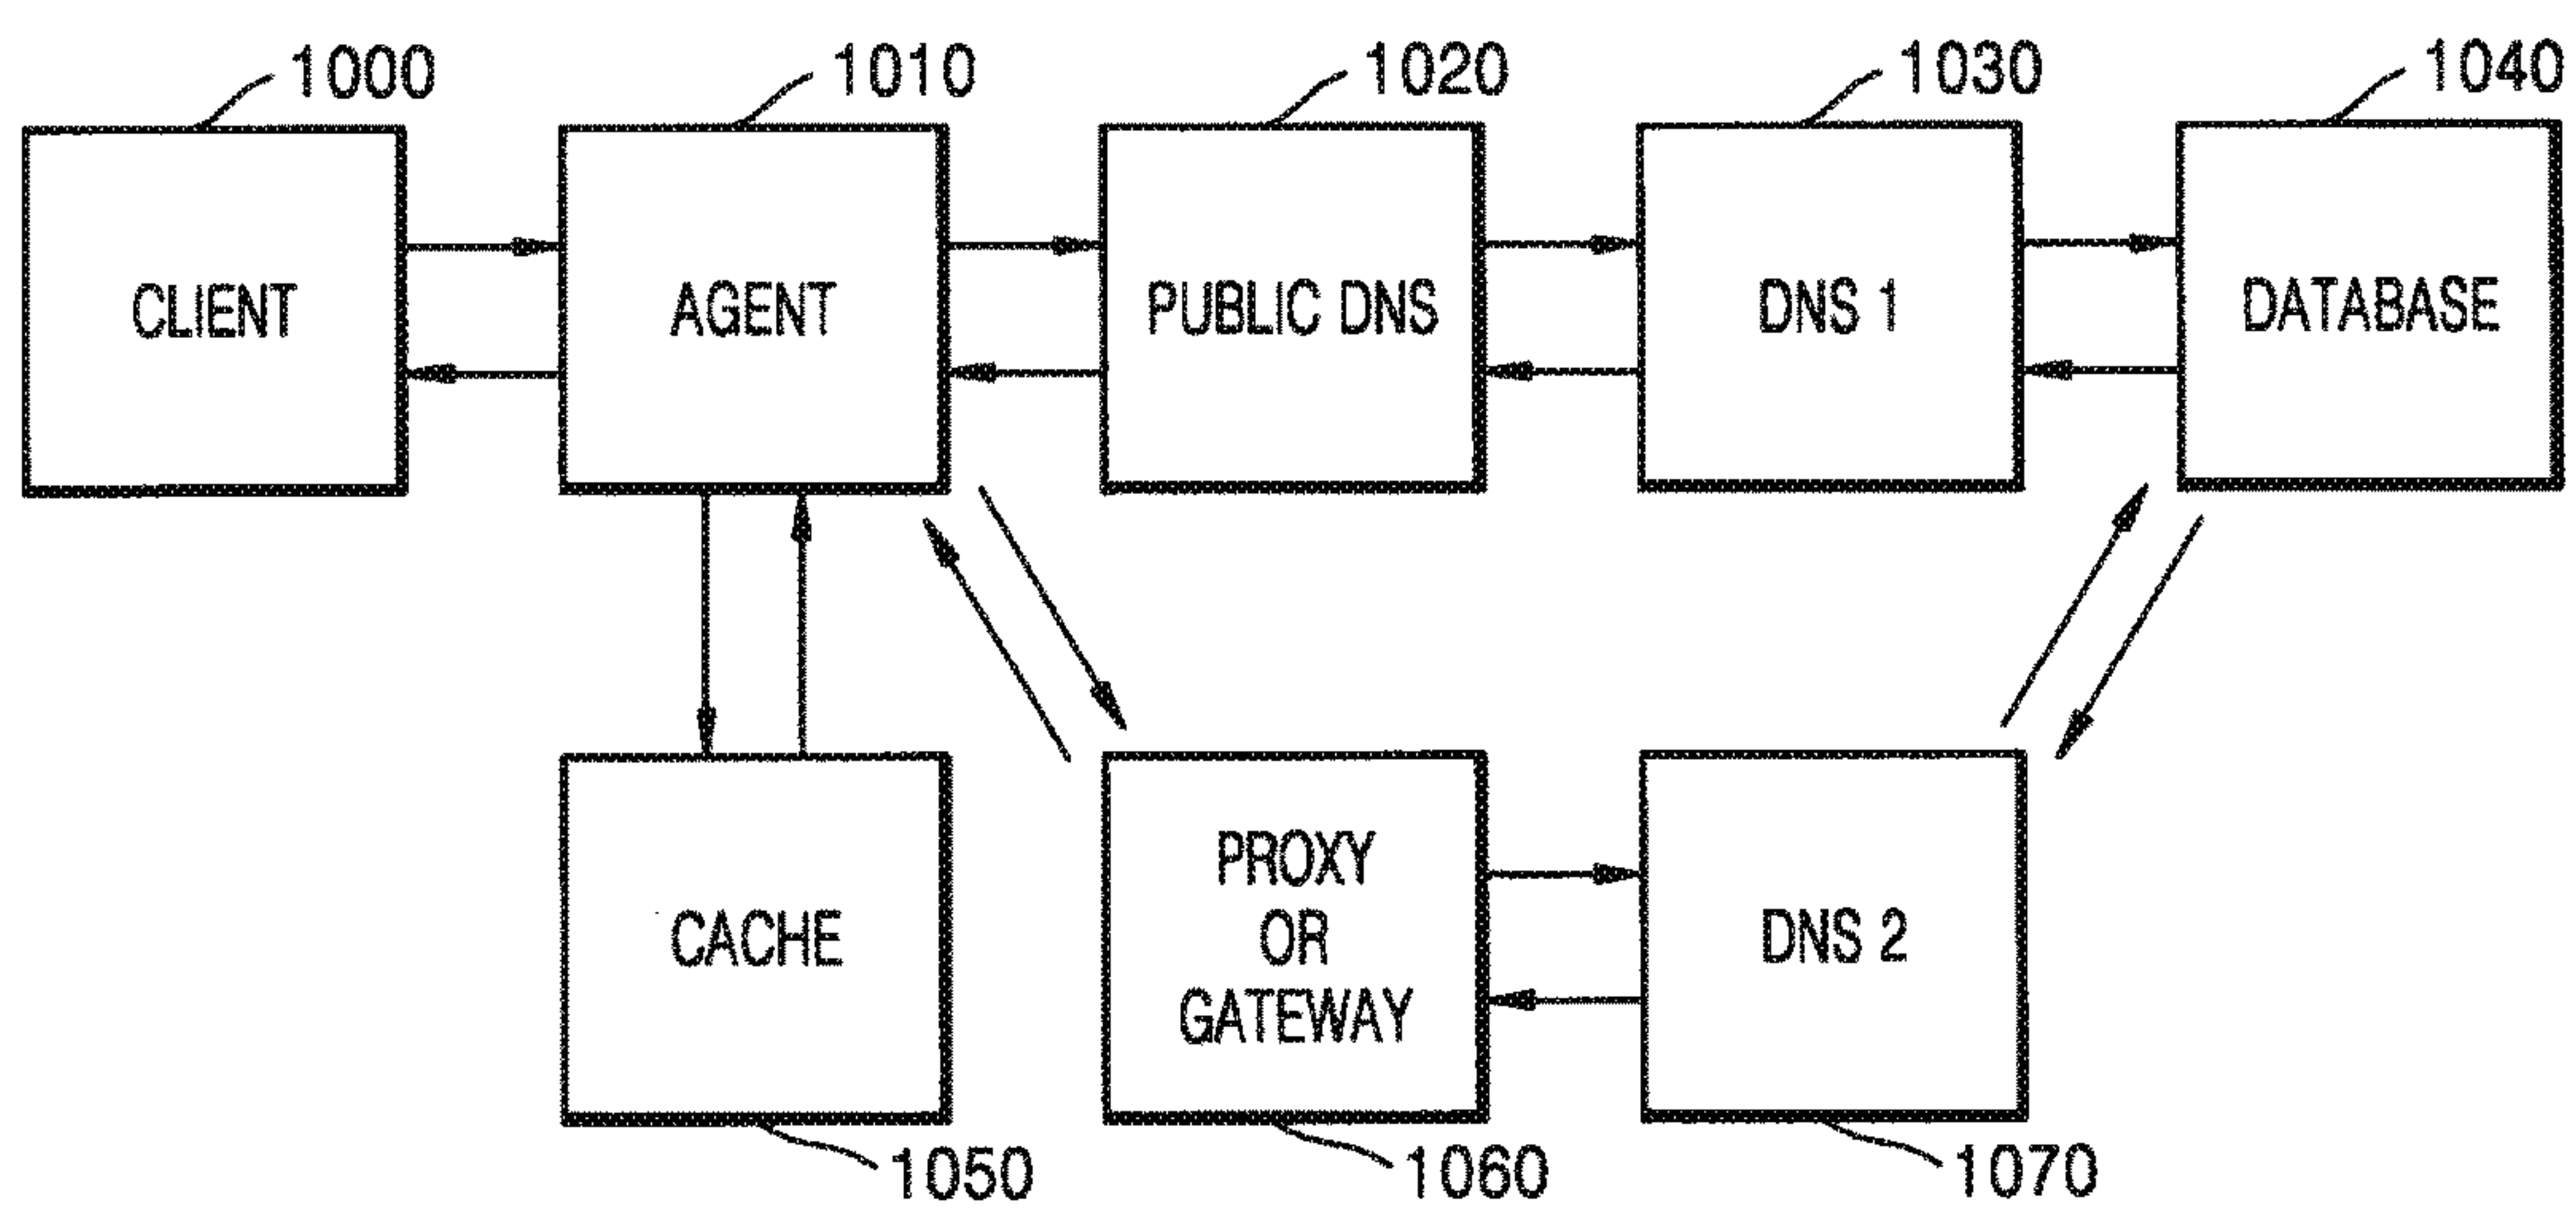 1000
1010
1020
1030
1040
CLIENT
AGENT
PUBLIC DNS
DNS 1
DATABASE
CACHE
PROXY
OR
GATEWAY
DNS 2
1050
1060
1070